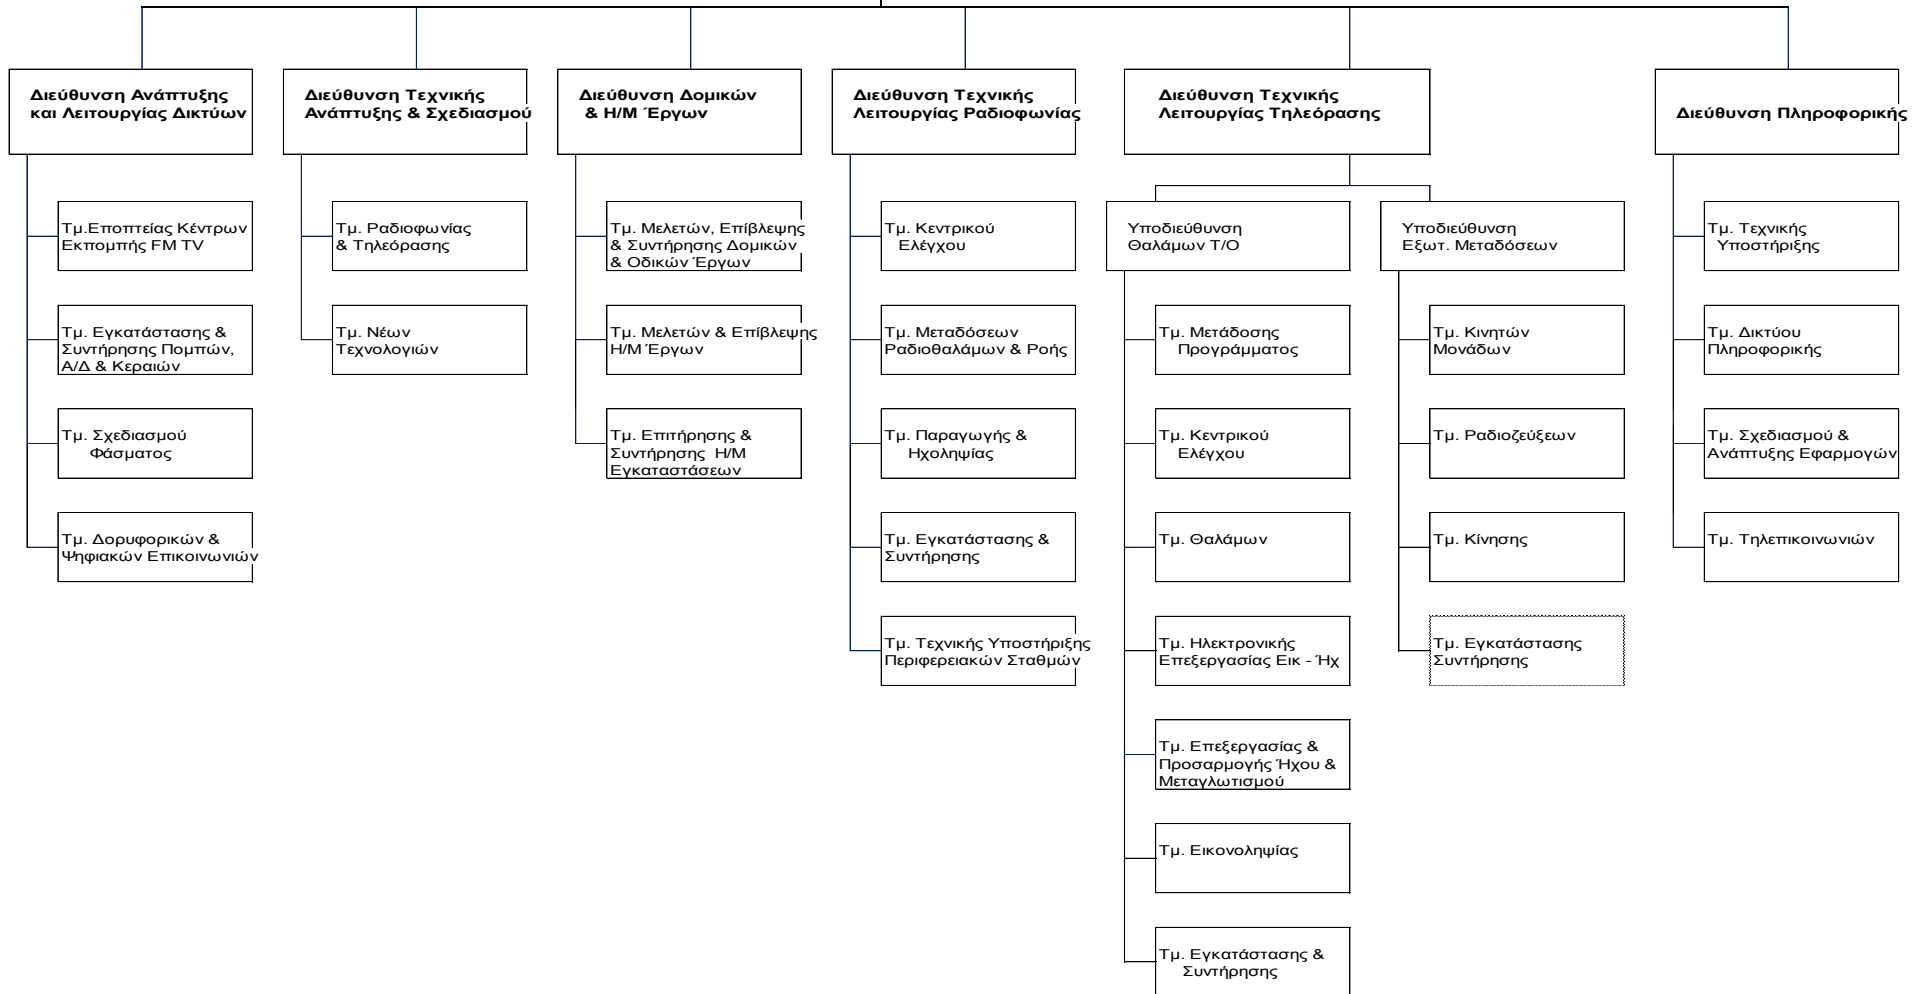 Διεύθυνση Ανάπτυξης
και Λειτουργίας Δικτύων
Τμ.Εποπτείας Κέντρων
Εκπομπής FM TV
Τμ. Εγκατάστασης &
Συντήρησης Πομπών,
Α/Δ & Κεραιών
Τμ. Σχεδιασμού
Φάσματος
Τμ. Δορυφορικών &
Ψηφιακών Επικοινωνιών
Διεύθυνση Τεχνικής
Ανάπτυξης & Σχεδιασμού
Τμ. Ραδιοφωνίας
& Τηλεόρασης
Τμ. Νέων
Τεχνολογιών
Διεύθυνση Δομικών
& Η/Μ Έργων
Τμ. Μελετών, Επίβλεψης
& Συντήρησης Δομικών
& Οδικών Έργων
Τμ. Μελετών & Επίβλεψης
Η/Μ Έργων
Τμ. Επιτήρησης &
Συντήρησης Η/Μ
Εγκαταστάσεων
Διεύθυνση Τεχνικής
Λειτουργίας Ραδιοφωνίας
Τμ. Κεντρικού
Ελέγχου
Τμ. Μεταδόσεων
Ραδιοθαλάμων & Ροής
Τμ. Παραγωγής &
Ηχοληψίας
Τμ. Εγκατάστασης &
Συντήρησης
Τμ. Τεχνικής Υποστήριξης
Περιφερειακών Σταθμών
Διεύθυνση Τεχνικής
Λειτουργίας Τηλεόρασης
Υποδιεύθυνση
Θαλάμων Τ/Ο
Τμ. Μετάδοσης
Προγράμματος
Τμ. Κεντρικού
Ελέγχου
Τμ. Θαλάμων
Τμ. Ηλεκτρονικής
Επεξεργασίας Εικ - Ήχ
Τμ. Επεξεργασίας &
Προσαρμογής Ήχου &
Μεταγλωτισμού
Τμ. Εικονοληψίας
Τμ. Εγκατάστασης &
Συντήρησης
Υποδιεύθυνση
Εξωτ. Μεταδόσεων
Τμ. Κινητών
Μονάδων
Τμ. Ραδιοζεύξεων
Τμ. Κίνησης
Τμ. Εγκατάστασης
Συντήρησης
Διεύθυνση Πληροφορικής
Τμ. Τεχνικής
Υποστήριξης
Τμ. Δικτύου
Πληροφορικής
Τμ. Σχεδιασμού &
Ανάπτυξης Εφαρμογών
Τμ. Τηλεπικοινωνιών